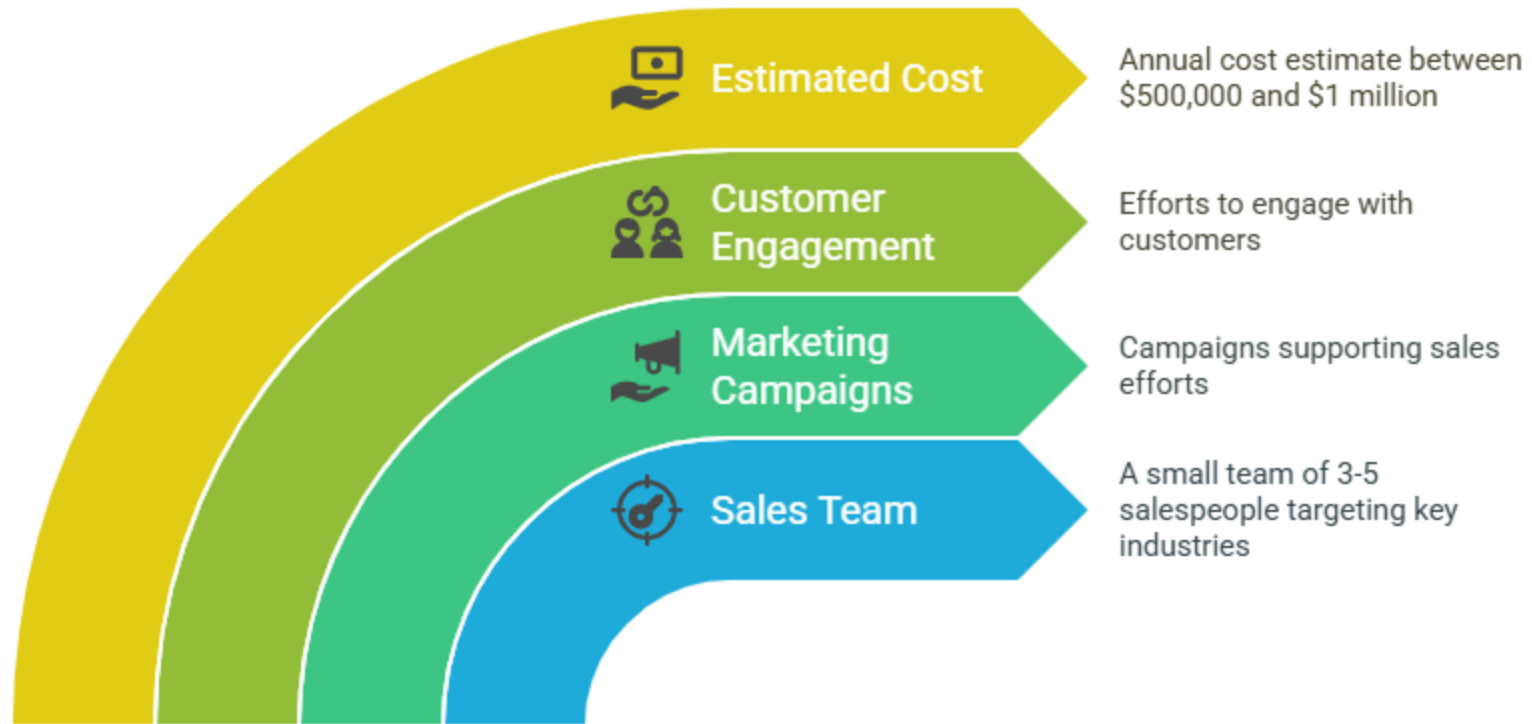 Estimated Cost
Annual cost estimate between
$500,000 and $1 million
Customer
Engagement
Efforts to engage with
customers
Marketing
Campaigns
Campaigns supporting sales
efforts
Sales Team
A small team of 3-5
salespeople targeting key
industries